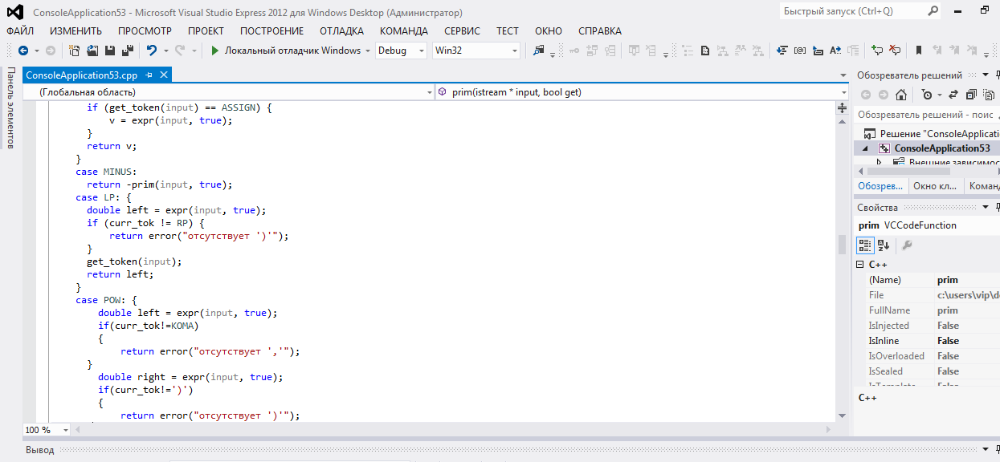 ConsoleApplication53 - Microsoft Visual Studio Express 2012 для Windows Desktop (Администратор)
Быстрый запуск (Ctrl+Q)
ФАЙЛ ИЗМЕНИТЬ ПРОСМОТР ПРОЕКТ ПОСТРОЕНИЕ ОТЛАДКА КОМАНДА СЕРВИС ТЕСТ ОКНО СПРАВКА
Локальный отладчик Windows Debug Win32
Панель элементов
ConsoleApplication53.cpp
(Глобальная область) prim(istream * input, bool get)
if (get_token(input) == ASSIGN) {
v = expr(input, true);
}
return v;
}
case MINUS:
return -prim(input, true);
case LP: {
double left = expr(input, true);
if (curr_tok != RP) {
return error("отсутствует ')'");
}
get_token(input);
return left;
}
case POW: {
double left = expr(input, true);
if(curr_tok!=KOMA)
{
return error("отсутствует ','");
}
double right = expr(input, true);
if(curr_tok!=')')
{
return error("отсутствует ')'");
100 %
Вывод
Обозреватель решений
Обозреватель решений - поис
Решение "ConsoleApplicati
ConsoleApplication53
Внешние зависимос
Обозрев... Окно кл... Команд
Свойства
prim VCCodeFunction
C++
(Name) prim
File c:\users\vip\d
FullName prim
IsInjected False
IsInline False
IsOverloaded False
IsSealed False
IsTemplate False
C++